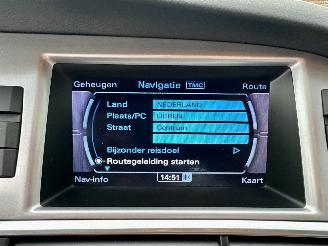 Geheugen Navigatie TMC Route
Land NEDERLAND
Plaats/PC DIEREN
Straat Centrum
Bijzonder reisdoel
Routegeleiding starten
Nav-info 14:51 Kaart